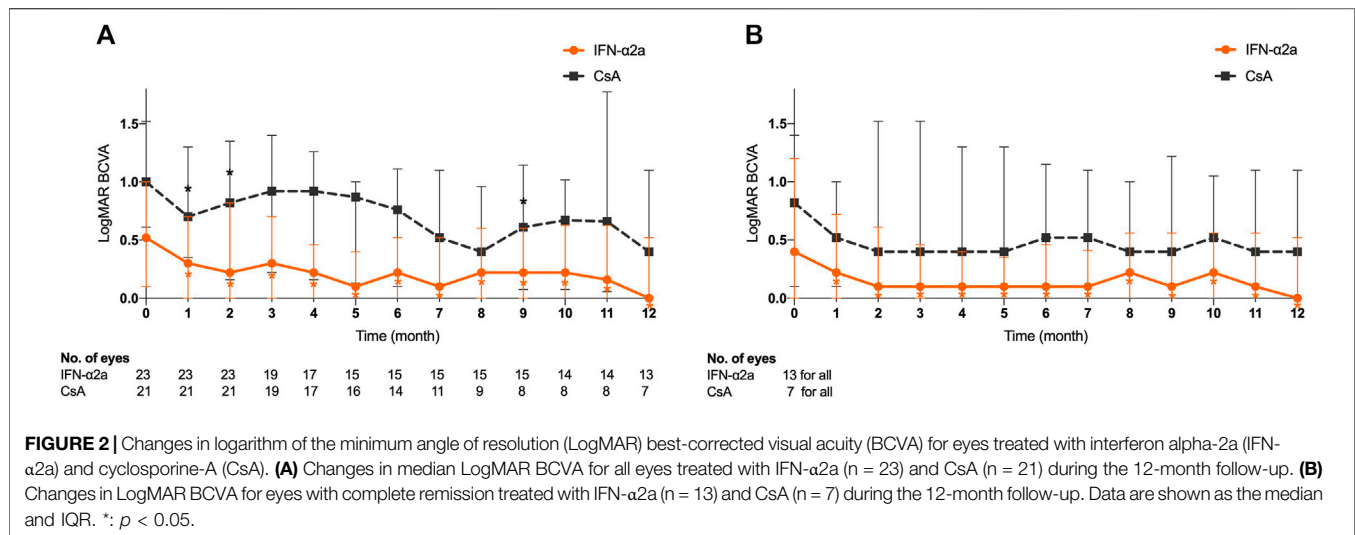 A
IFN-α2a
CsA
LogMAR BCVA
1.5
1.0
0.5
0.0
* * *
* * * * * * * * * * * *
0 1 2 3 4 5 6 7 8 9 10 11 12
Time (month)
No. of eyes
IFN-α2a 23 23 23 19 17 15 15 15 15 15 14 14 13
CsA 21 21 21 19 17 16 14 11 9 8 8 8 7
B
IFN-α2a
CsA
LogMAR BCVA
1.5
1.0
0.5
0.0
* * * * * * * * * * * *
0 1 2 3 4 5 6 7 8 9 10 11 12
Time (month)
No. of eyes
IFN-α2a 13 for all
CsA 7 for all
FIGURE 2 | Changes in logarithm of the minimum angle of resolution (LogMAR) best-corrected visual acuity (BCVA) for eyes treated with interferon alpha-2a (IFN-
α2a) and cyclosporine-A (CsA). (A) Changes in median LogMAR BCVA for all eyes treated with IFN-α2a (n = 23) and CsA (n = 21) during the 12-month follow-up. (B)
Changes in LogMAR BCVA for eyes with complete remission treated with IFN-α2a (n = 13) and CsA (n = 7) during the 12-month follow-up. Data are shown as the median
and IQR. *: p < 0.05.